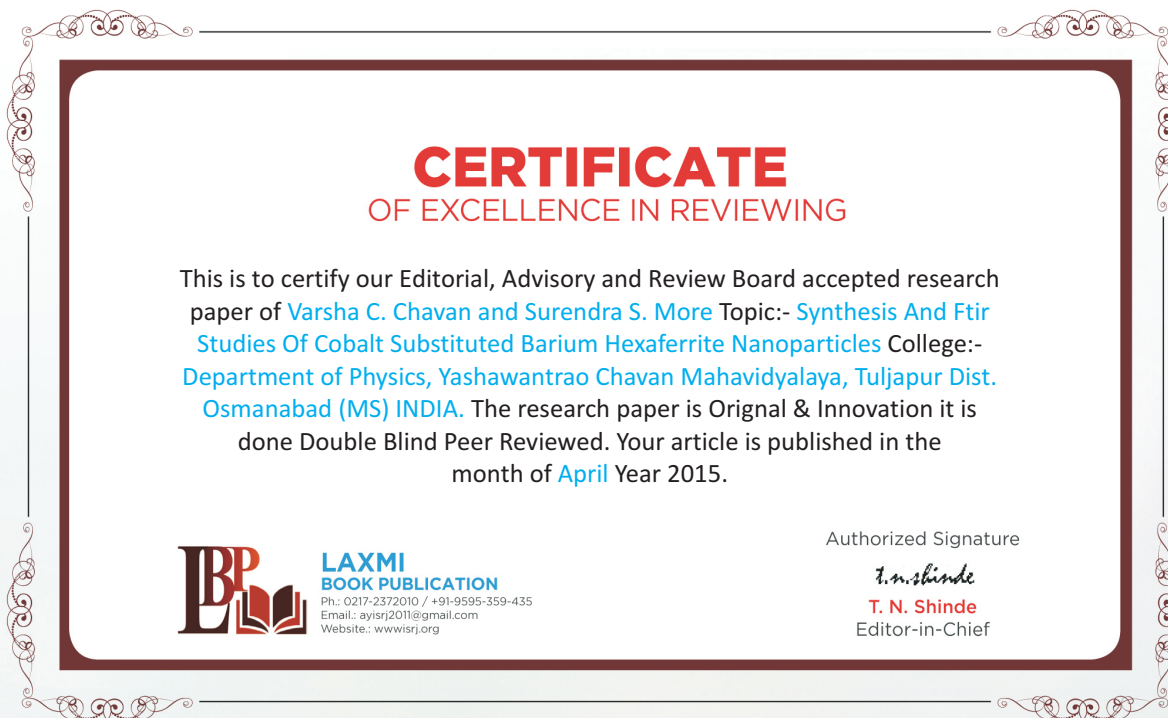 CERTIFICATE
OF EXCELLENCE IN REVIEWING
This is to certify our Editorial, Advisory and Review Board accepted research
paper of Varsha C. Chavan and Surendra S. More Topic:- Synthesis And Ftir
Studies Of Cobalt Substituted Barium Hexaferrite Nanoparticles College:-
Department of Physics, Yashawantrao Chavan Mahavidyalaya, Tuljapur Dist.
Osmanabad (MS) INDIA. The research paper is Orignal & Innovation it is
done Double Blind Peer Reviewed. Your article is published in the
month of April Year 2015.
LBP
LAXMI
BOOK PUBLICATION
Ph.: 0217-2372010 / +91-9595-359-435
Email.: ayisrj2011@gmail.com
Website.: wwwisrj.org
Authorized Signature
t.n.shinde
T. N. Shinde
Editor-in-Chief